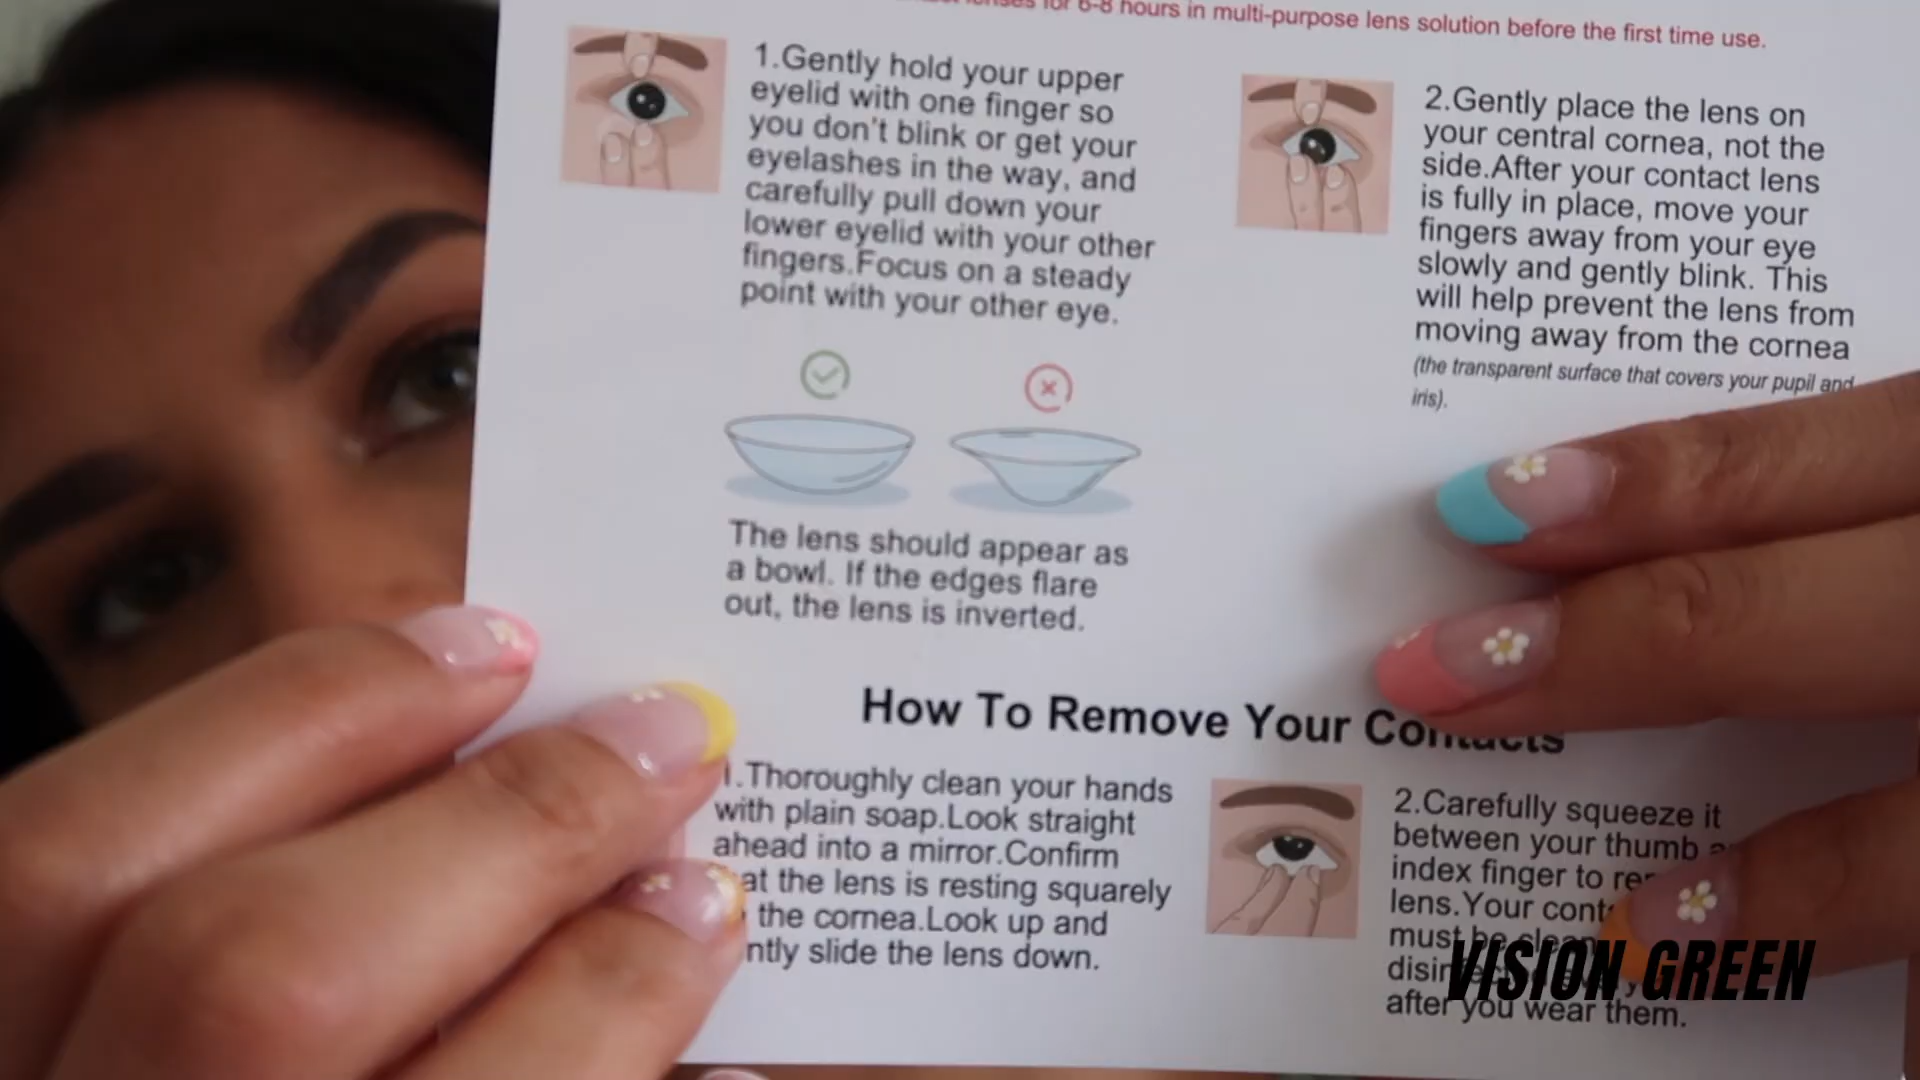 lenses for 6-8 hours in multi-purpose lens solution before the first time use.
1.Gently hold your upper
eyelid with one finger so
you don't blink or get your
eyelashes in the way, and
carefully pull down your
lower eyelid with your other
fingers.Focus on a steady
point with your other eye.
2.Gently place the lens on
your central cornea, not the
side.After your contact lens
is fully in place, move your
fingers away from your eye
slowly and gently blink. This
will help prevent the lens from
moving away from the cornea
(the transparent surface that covers your pupil and
iris).
The lens should appear as
a bowl. If the edges flare
out, the lens is inverted.
How To Remove Your Contacts
1.Thoroughly clean your hands
with plain soap.Look straight
ahead into a mirror.Confirm
at the lens is resting squarely
the cornea.Look up and
ntly slide the lens down.
2.Carefully squeeze it
between your thumb
index finger to
lens.Your
must be
after you wear them.
VISION GREEN